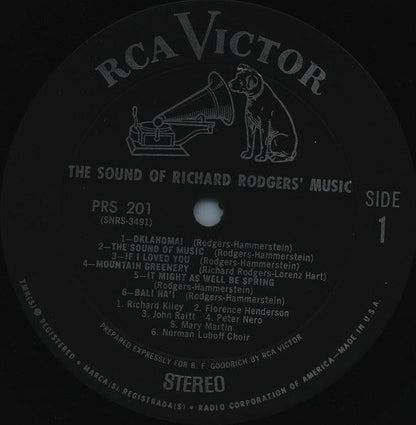 RCA VICTOR
THE SOUND OF RICHARD RODGERS' MUSIC
PRS 201
(SNRS-3491)
SIDE
1
1—OKLAHOMA! (Rodgers-Hammerstein)
2—THE SOUND OF MUSIC (Rodgers-Hammerstein)
3—IF I LOVED YOU (Rodgers-Hammerstein)
4—MOUNTAIN GREENERY (Richard Rodgers-Lorenz Hart)
5—IT MIGHT AS WELL BE SPRING
(Rodgers-Hammerstein)
6—BALI HA'I (Rodgers-Hammerstein)
1. Richard Kiley 2. Florence Henderson
3. John Raitt 4. Peter Nero
5. Mary Martin
6. Norman Luboff Choir
PREPARED EXPRESSLY FOR B. F. GOODRICH BY RCA VICTOR
STEREO
TMK(S) ® REGISTERED • MARCA(S) REGISTRADA(S) • RADIO CORPORATION OF AMERICA—MADE IN U.S.A.